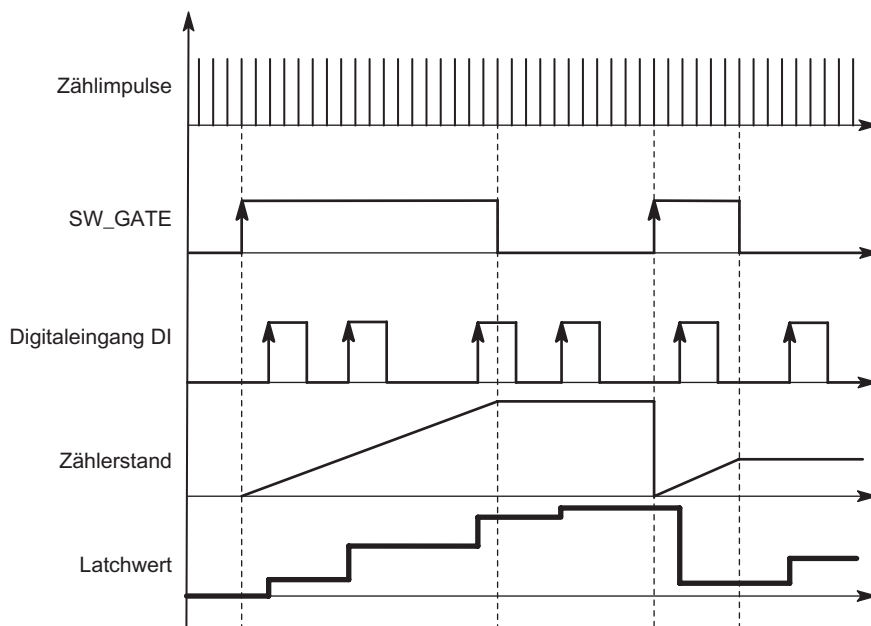 Zählimpulse
SW_GATE
Digitaleingang DI
Zählerstand
Latchwert